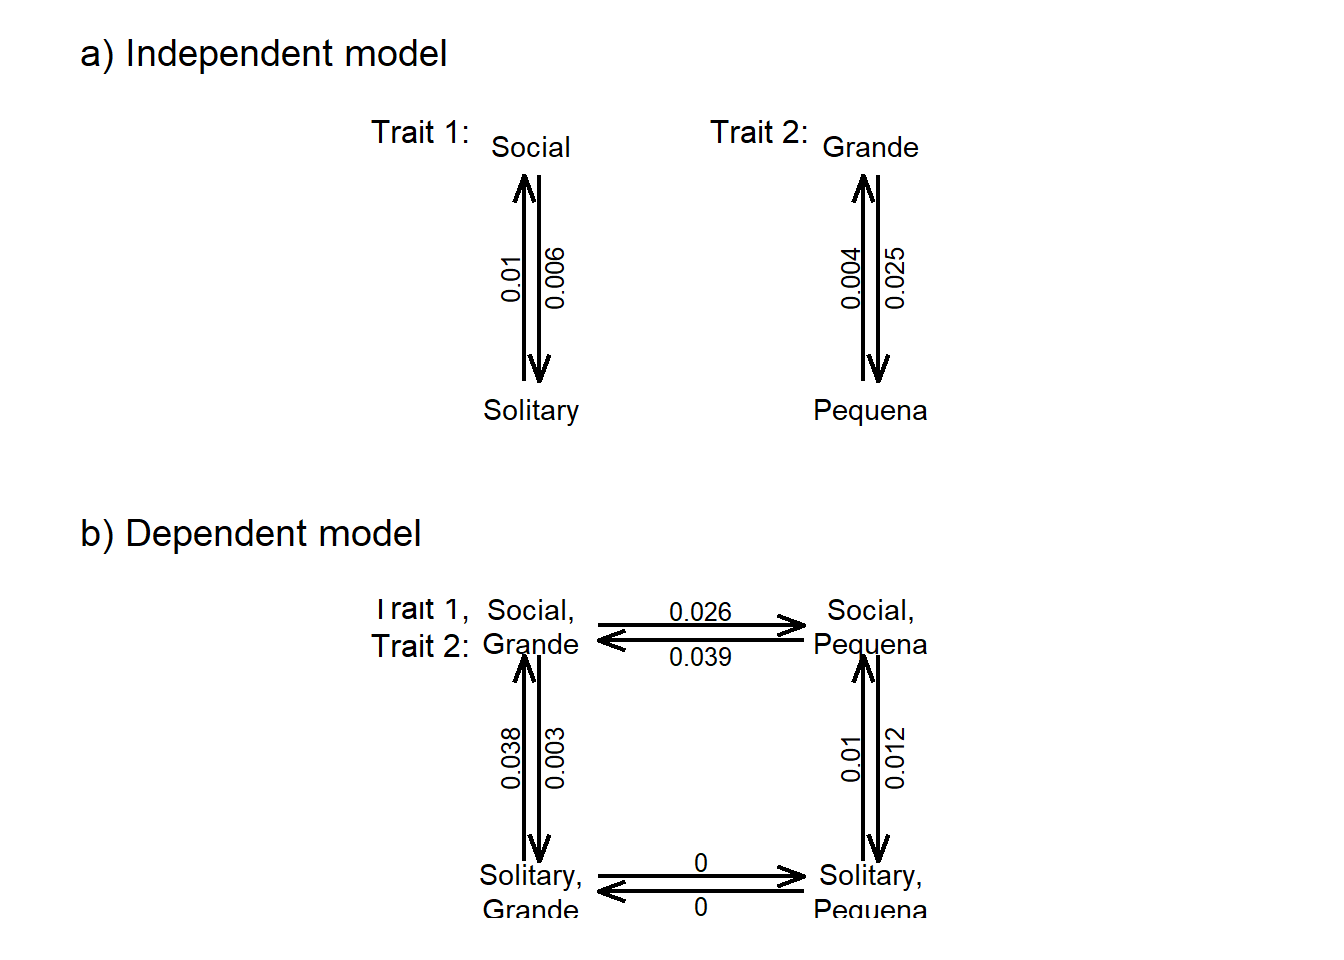 a) Independent model
Trait 1: Social
Trait 2: Grande
0.01
0.006
0.004
0.025
Solitary
Pequena
b) Dependent model
Trait 1, Social,
Trait 2: Grande
0.026
0.039
Social,
Pequena
0.038
0.003
0.01
0.012
Solitary,
Grande
0
0
Solitary,
Pequena